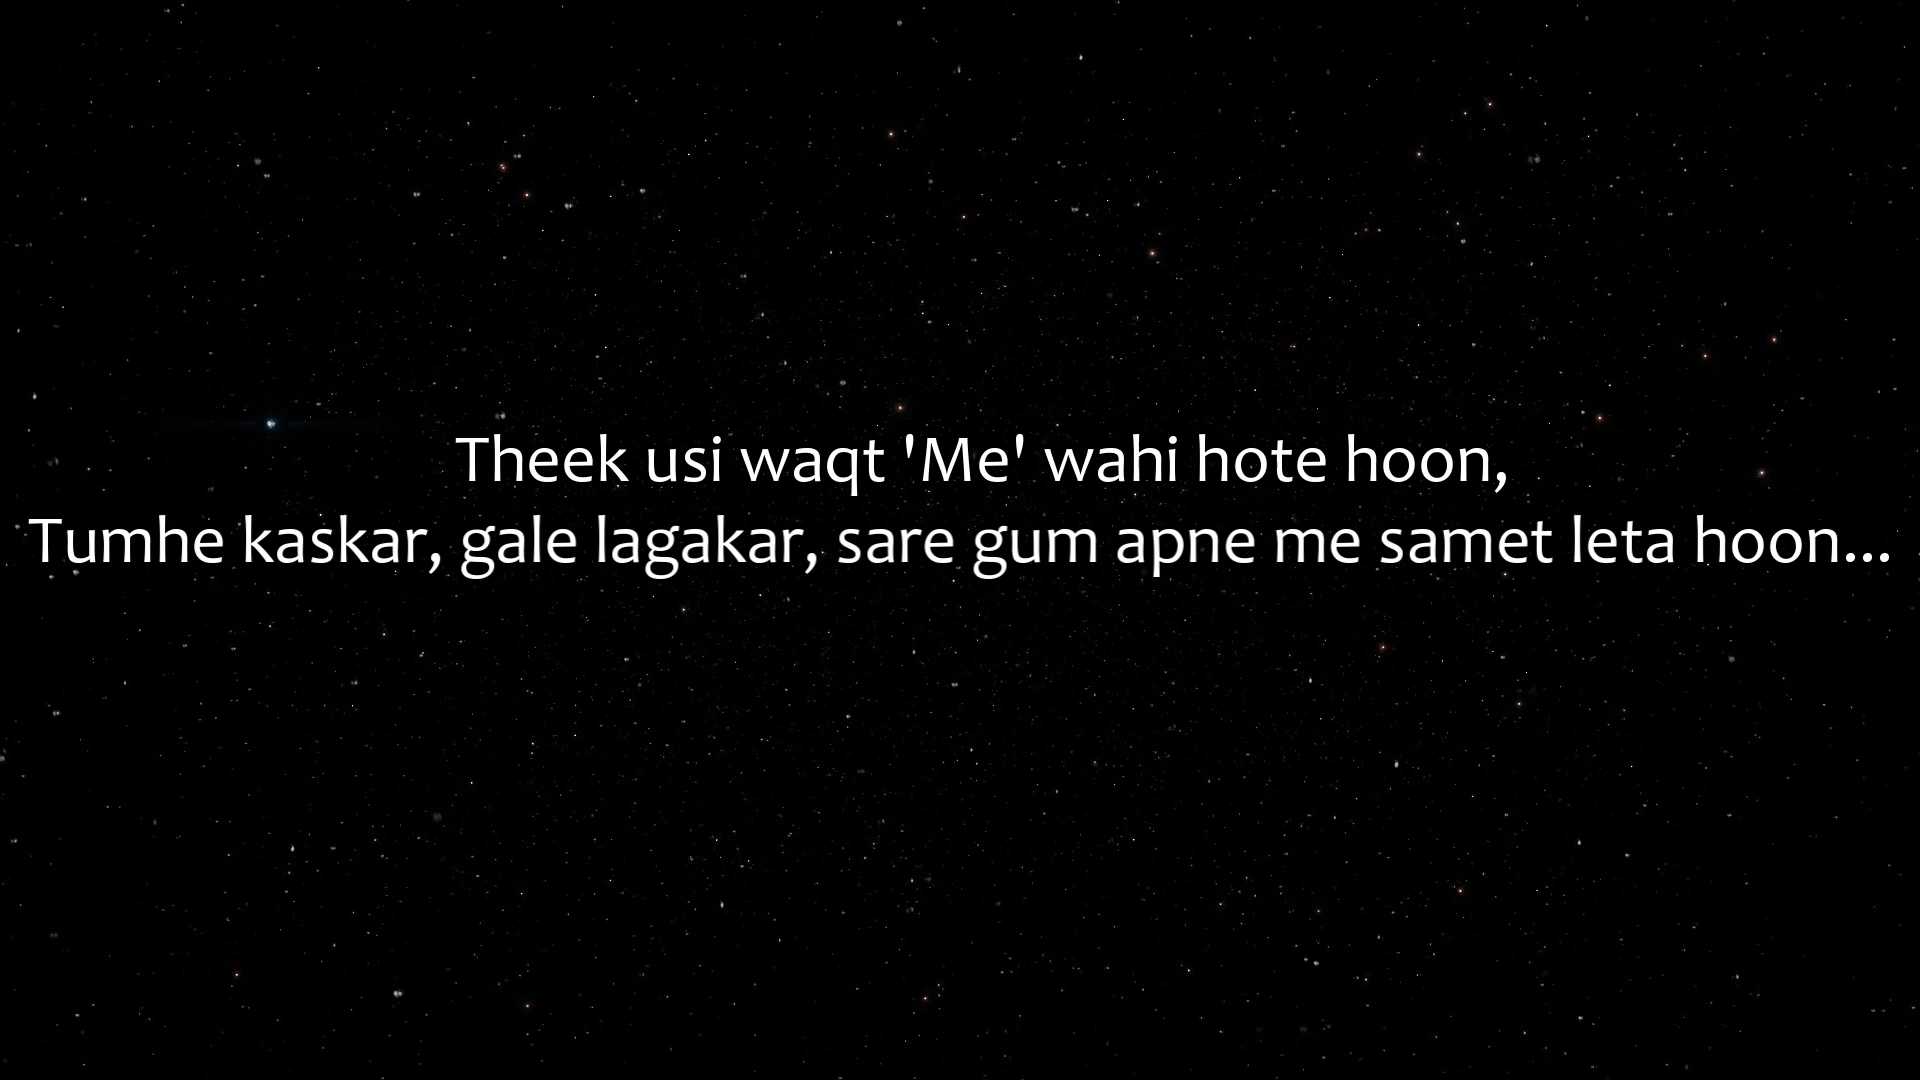 Theek usi waqt 'Me' wahi hote hoon,
Tumhe kaskar, gale lagakar, sare gum apne me samet leta hoon...